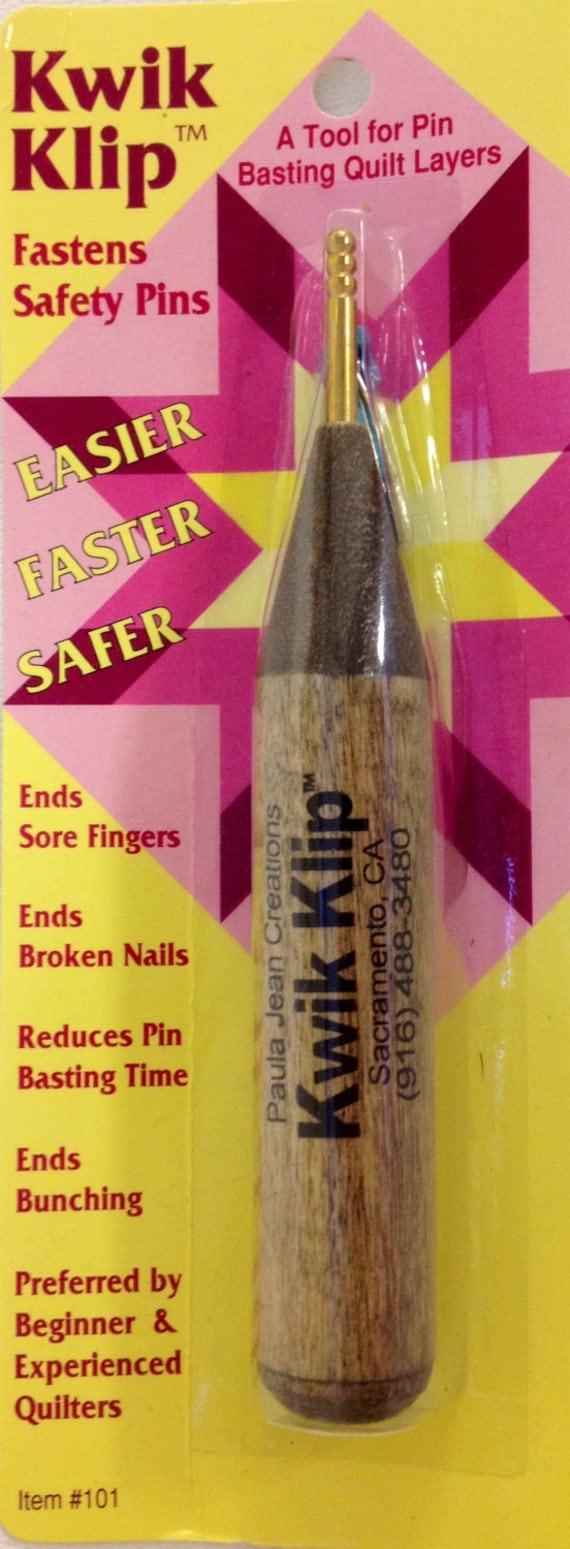 Kwik
Klip™
A Tool for Pin
Basting Quilt Layers
Fastens
Safety Pins
EASIER
FASTER
SAFER
Ends
Sore Fingers
Ends
Broken Nails
Reduces Pin
Basting Time
Ends
Bunching
Preferred by
Beginner &
Experienced
Quilters
Item #101
Paula Jean Creations
Kwik Klip™
Sacramento, CA
(916) 488-3480